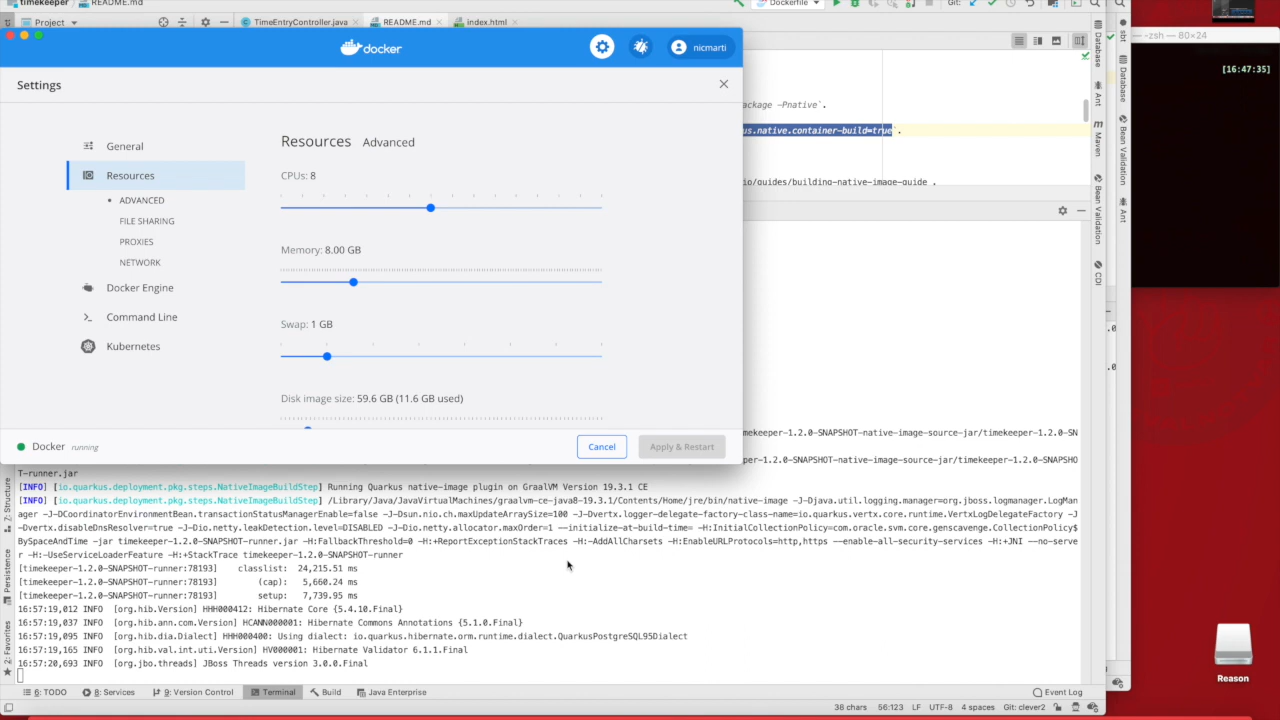 timekeeper
README.md
Dockerfile
Git:
Project
TimeEntryController.java
README.md
index.html
docker
nicmarti
— -zsh — 80×24
[16:47:35]
Settings
ackage -Pnative`.
us.native.container-build=true`.
io/guides/building-native-image-guide .
General
Resources
ADVANCED
FILE SHARING
PROXIES
NETWORK
Docker Engine
Command Line
Kubernetes
Resources Advanced
CPUs: 8
Memory: 8.00 GB
Swap: 1 GB
Disk image size: 59.6 GB (11.6 GB used)
Docker running
Cancel
Apply & Restart
Database
Ant
Maven
Bean Validation
CDI
sbt
Database
Bean Validation
Ant
.0
.0
imekeeper-1.2.0-SNAPSHOT-native-image-source-jar/timekeeper-1.2.0-SN
ep-1.2.0-SNAPSHOT-native-image-source-jar/timekeeper-1.2.0-SNAPSHO
T-runner.jar
[INFO] [io.quarkus.deployment.pkg.steps.NativeImageBuildStep] Running Quarkus native-image plugin on GraalVM Version 19.3.1 CE
[INFO] [io.quarkus.deployment.pkg.steps.NativeImageBuildStep] /Library/Java/JavaVirtualMachines/graalvm-ce-java8-19.3.1/Contents/Home/jre/bin/native-image -J-Djava.util.logging.manager=org.jboss.logmanager.LogMan
ager -J-DCoordinatorEnvironmentBean.transactionStatusManagerEnable=false -J-Dsun.nio.ch.maxUpdateArraySize=100 -J-Dvertx.logger-delegate-factory-class-name=io.quarkus.vertx.core.runtime.VertxLogDelegateFactory -J
-Dvertx.disableDnsResolver=true -J-Dio.netty.leakDetection.level=DISABLED -J-Dio.netty.allocator.maxOrder=1 --initialize-at-build-time= -H:InitialCollectionPolicy=com.oracle.svm.core.genscavenge.CollectionPolicy$
BySpaceAndTime -jar timekeeper-1.2.0-SNAPSHOT-runner.jar -H:FallbackThreshold=0 -H:+ReportExceptionStackTraces -H:-AddAllCharsets -H:EnableURLProtocols=http,https --enable-all-security-services -H:+JNI --no-serve
r -H:-UseServiceLoaderFeature -H:+StackTrace timekeeper-1.2.0-SNAPSHOT-runner
[timekeeper-1.2.0-SNAPSHOT-runner:78193] classlist: 24,215.51 ms
[timekeeper-1.2.0-SNAPSHOT-runner:78193] (cap): 5,660.24 ms
[timekeeper-1.2.0-SNAPSHOT-runner:78193] setup: 7,739.95 ms
16:57:19,012 INFO [org.hib.Version] HHH000412: Hibernate Core {5.4.10.Final}
16:57:19,037 INFO [org.hib.ann.com.Version] HCANN000001: Hibernate Commons Annotations {5.1.0.Final}
16:57:19,095 INFO [org.hib.dia.Dialect] HHH000400: Using dialect: io.quarkus.hibernate.orm.runtime.dialect.QuarkusPostgreSQL95Dialect
16:57:19,165 INFO [org.hib.val.int.uti.Version] HV000001: Hibernate Validator 6.1.1.Final
16:57:20,693 INFO [org.jbo.threads] JBoss Threads version 3.0.0.Final
Z: Structure
Persistence
2: Favorites
6: TODO
8: Services
9: Version Control
Terminal
Build
Java Enterprise
Event Log
38 chars
56:123
LF
UTF-8
4 spaces
Git: clever2
Reason